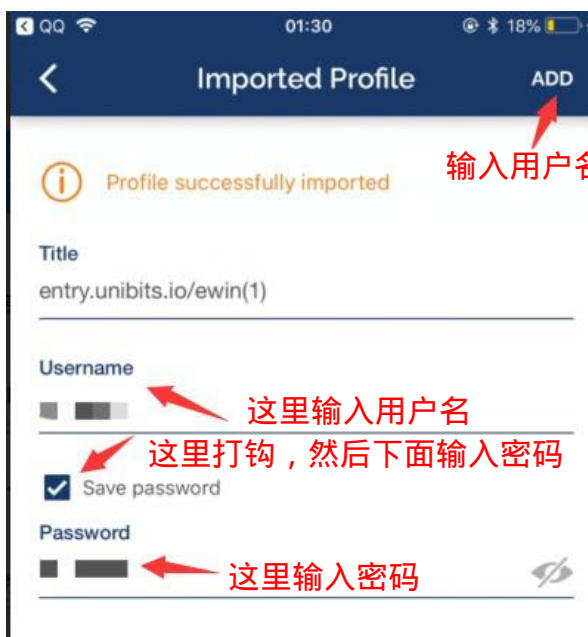 QQ 01:30 18%
Imported Profile ADD
输入用户名
Profile successfully imported
Title
entry.unibits.io/ewin(1)
Username
这里输入用户名
这里打钩，然后下面输入密码
Save password
Password
这里输入密码